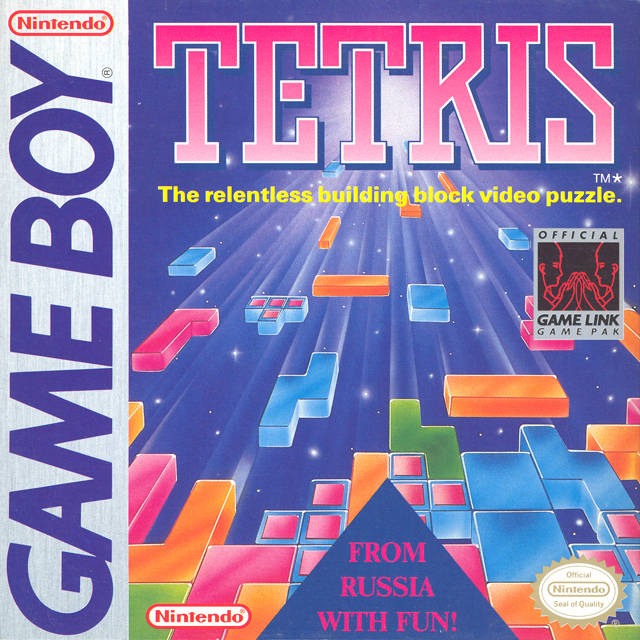 Nintendo®
GAME BOY®
TETRIS
TM*
The relentless building block video puzzle.
OFFICIAL
GAME LINK
GAME PAK
FROM
RUSSIA
WITH FUN!
Nintendo®
Official
Nintendo
Seal of Quality